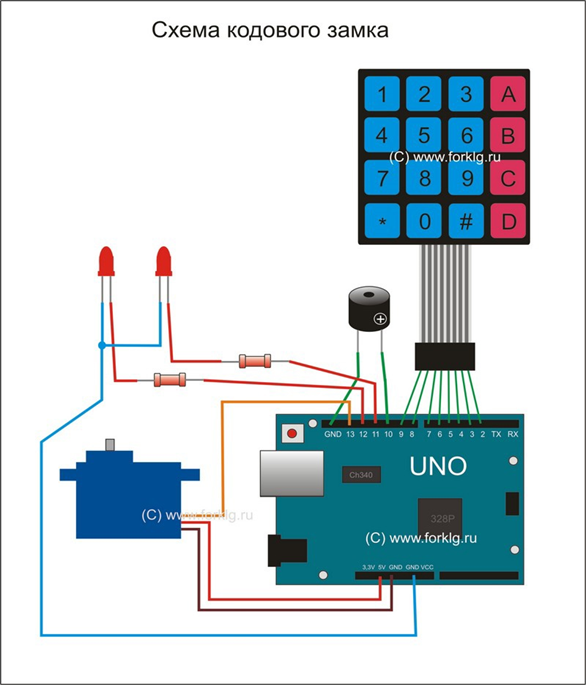 Схема кодового замка
1 2 3 A
4 5 6 B
(C) www.forklg.ru
7 8 9 C
* 0 # D
GND 13 12 11 10 9 8 7 6 5 4 3 2 TX RX
UNO
Ch340
(C) www.forklg.ru
328P
(C) www.forklg.ru
3,3V 5V GND GND VCC